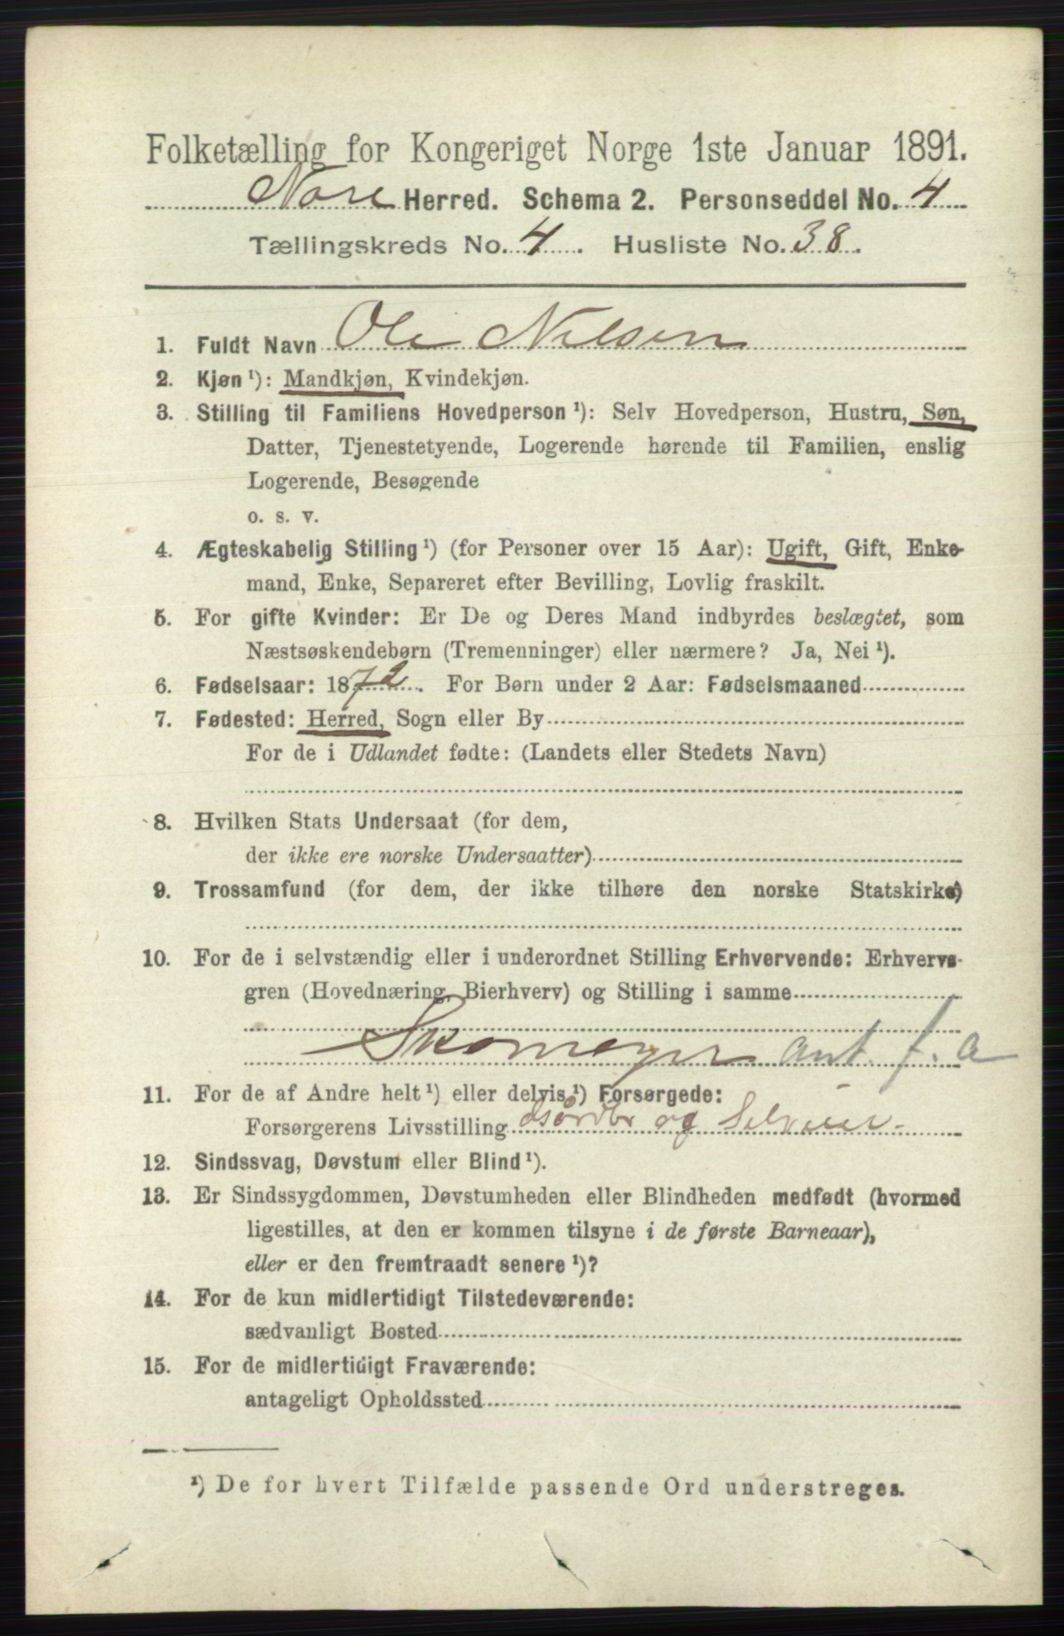 Folketælling for Kongeriget Norge 1ste Januar 1891.
Nore Herred. Schema 2. Personseddel No. 4
Tællingskreds No. 4. Husliste No. 38.
1. Fuldt Navn Ole Nilsen
2. Kjøn ¹): Mandkjøn, Kvindekjøn.
3. Stilling til Familiens Hovedperson ¹): Selv Hovedperson, Hustru, Søn,
Datter, Tjenestetyende, Logerende hørende til Familien, enslig
Logerende, Besøgende
o. s. v.
4. Ægteskabelig Stilling ¹) (for Personer over 15 Aar): Ugift, Gift, Enke-
mand, Enke, Separeret efter Bevilling, Lovlig fraskilt.
5. For gifte Kvinder: Er De og Deres Mand indbyrdes beslægtet, som
Næstsøskendebørn (Tremenninger) eller nærmere? Ja, Nei ¹).
6. Fødselsaar: 1872. For Børn under 2 Aar: Fødselsmaaned
7. Fødested: Herred, Sogn eller By
For de i Udlandet fødte: (Landets eller Stedets Navn)
8. Hvilken Stats Undersaat (for dem,
der ikke ere norske Undersaatter)
9. Trossamfund (for dem, der ikke tilhøre den norske Statskirke)
10. For de i selvstændig eller i underordnet Stilling Erhvervende: Erhvervs-
gren (Hovednæring, Bierhverv) og Stilling i samme
Skomager ant. f. a
11. For de af Andre helt ¹) eller delvis ¹) Forsørgede:
Forsørgerens Livsstilling og Selveier
12. Sindssvag, Døvstum eller Blind ¹).
13. Er Sindssygdommen, Døvstumheden eller Blindheden medfødt (hvormed
ligestilles, at den er kommen tilsyne i de første Barneaar),
eller er den fremtraadt senere ¹)?
14. For de kun midlertidigt Tilstedeværende:
sædvanligt Bosted
15. For de midlertidigt Fraværende:
antageligt Opholdssted
¹) De for hvert Tilfælde passende Ord understreges.